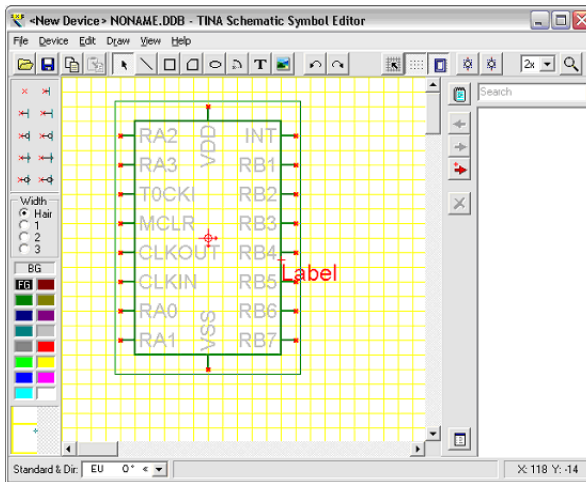 <New Device> NONAME.DDB - TINA Schematic Symbol Editor
File Device Edit Draw View Help
T
2x
Search
Width
Hair
1
2
3
BG
FG
RA2
RA3
T0CKI
MCLR
CLKOUT
CLKIN
RA0
RA1
VDD
VSS
INT
RB1
RB2
RB3
RB4
RB5
RB6
RB7
Label
Standard & Dir: EU 0° <
X: 118 Y: -14